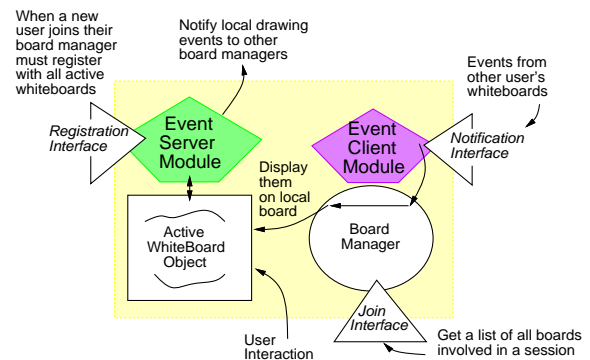 When a new
user joins their
board manager
must register
with all active
whiteboards
Notify local drawing
events to other
board managers
Events from
other user's
whiteboards
Registration
Interface
Event
Server
Module
Event
Client
Module
Notification
Interface
Display
them
on local
board
Active
WhiteBoard
Object
Board
Manager
Join
Interface
User
Interaction
Get a list of all boards
involved in a session